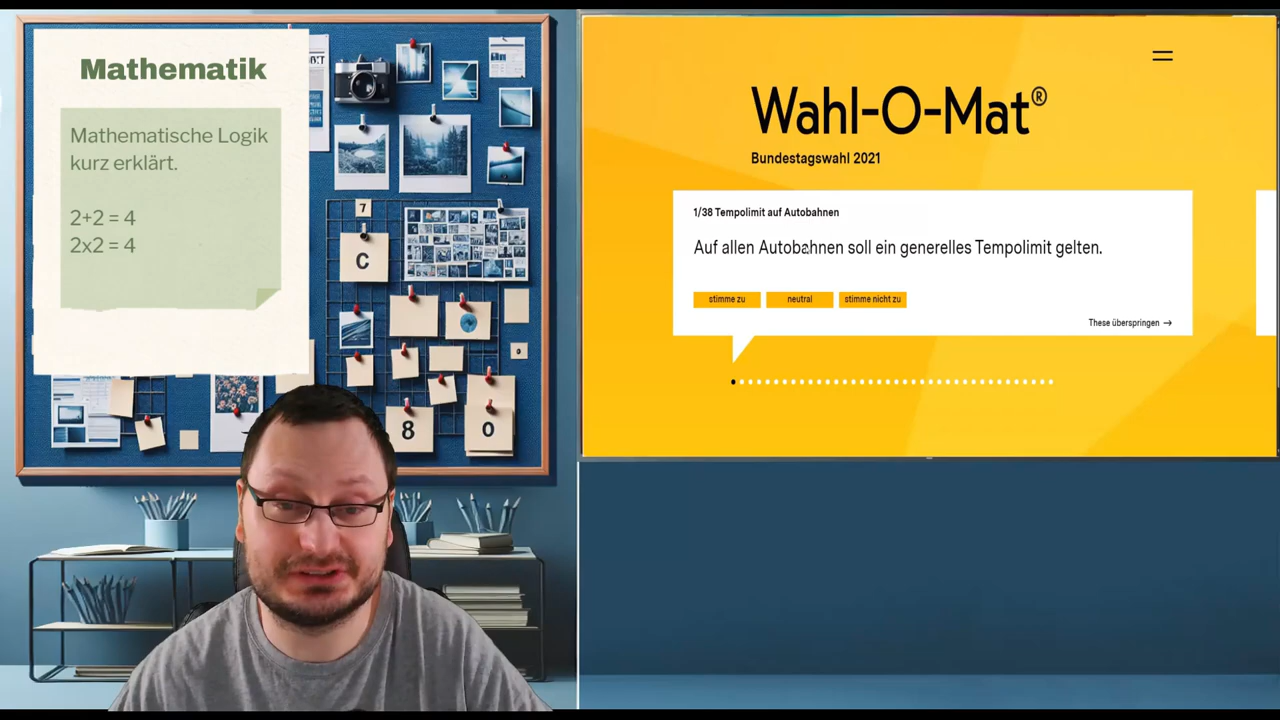 Mathematik
Mathematische Logik
kurz erklärt.
2+2 = 4
2x2 = 4
7
C
8
0
Wahl-O-Mat®
Bundestagswahl 2021
1/38 Tempolimit auf Autobahnen
Auf allen Autobahnen soll ein generelles Tempolimit gelten.
stimme zu
neutral
stimme nicht zu
These überspringen →